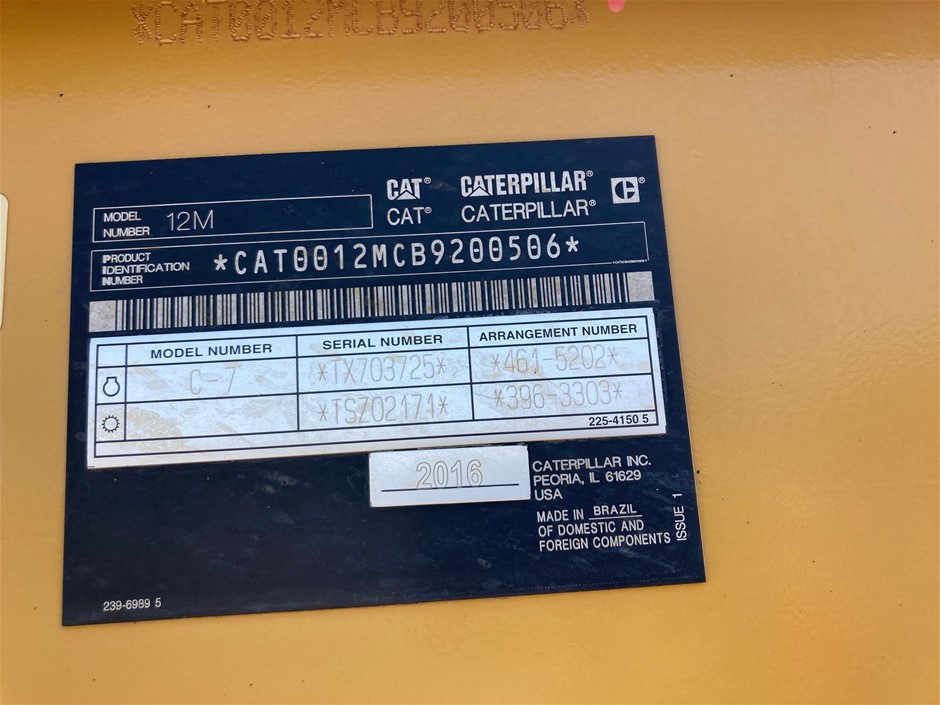 *CAT0012MCB9200506*
CAT® CATERPILLAR® C®
CAT® CATERPILLAR®
MODEL
NUMBER 12M
PRODUCT
IDENTIFICATION
NUMBER *CAT0012MCB9200506*
MODEL NUMBER SERIAL NUMBER ARRANGEMENT NUMBER
C-7 *TX703725* *461-5202*
*TSZ02171* *396-3303*
225-4150 5
2016
CATERPILLAR INC.
PEORIA, IL 61629
USA
MADE IN BRAZIL
OF DOMESTIC AND
FOREIGN COMPONENTS
ISSUE 1
239-6989 5